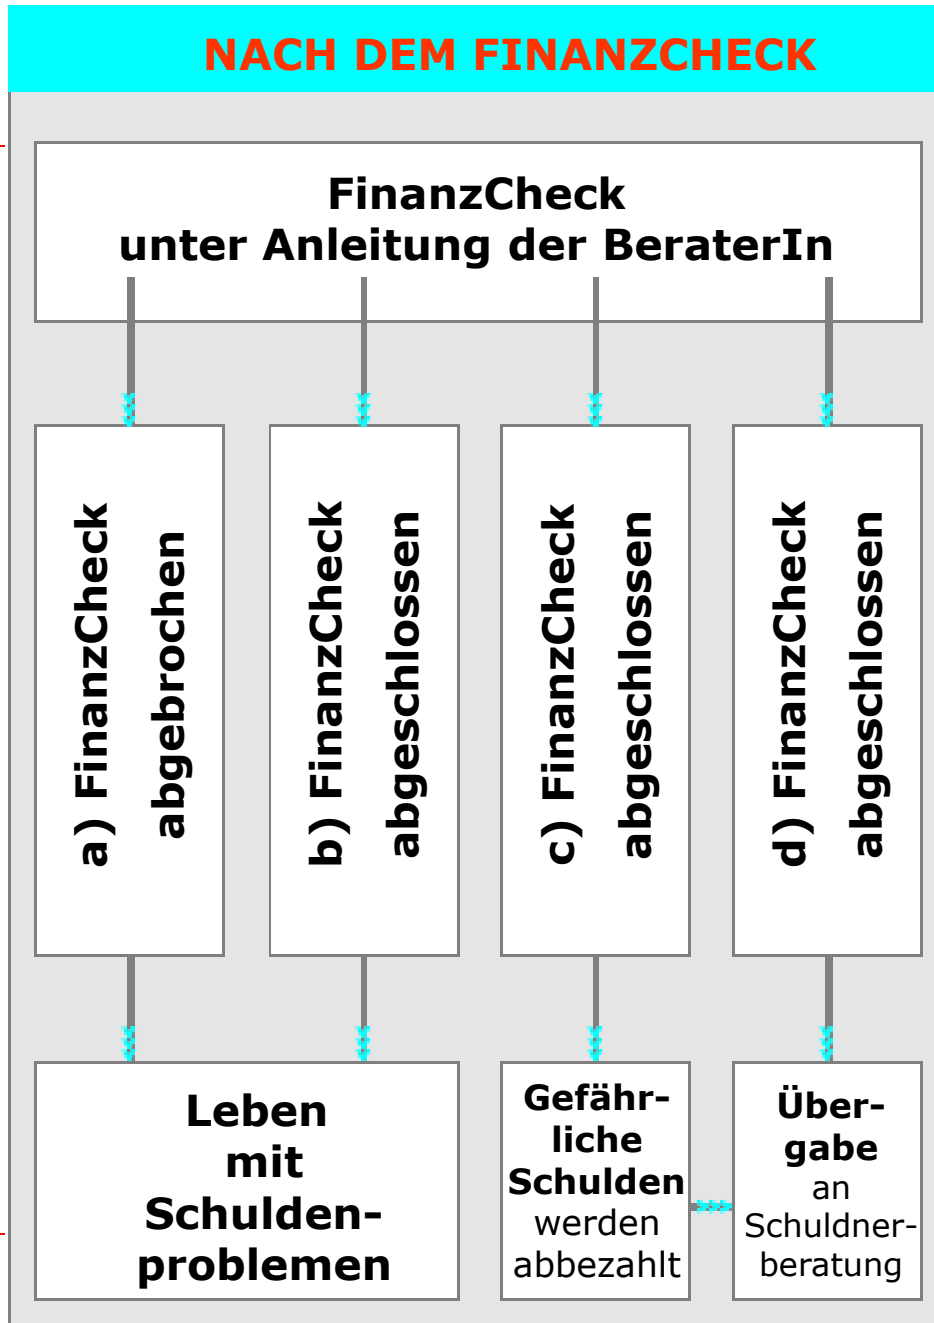 NACH DEM FINANZCHECK
FinanzCheck
unter Anleitung der BeraterIn
a) FinanzCheck
abgebrochen
b) FinanzCheck
abgeschlossen
c) FinanzCheck
abgeschlossen
d) FinanzCheck
abgeschlossen
Leben
mit
Schulden-
problemen
Gefähr-
liche
Schulden
werden
abbezahlt
Über-
gabe
an
Schuldner-
beratung